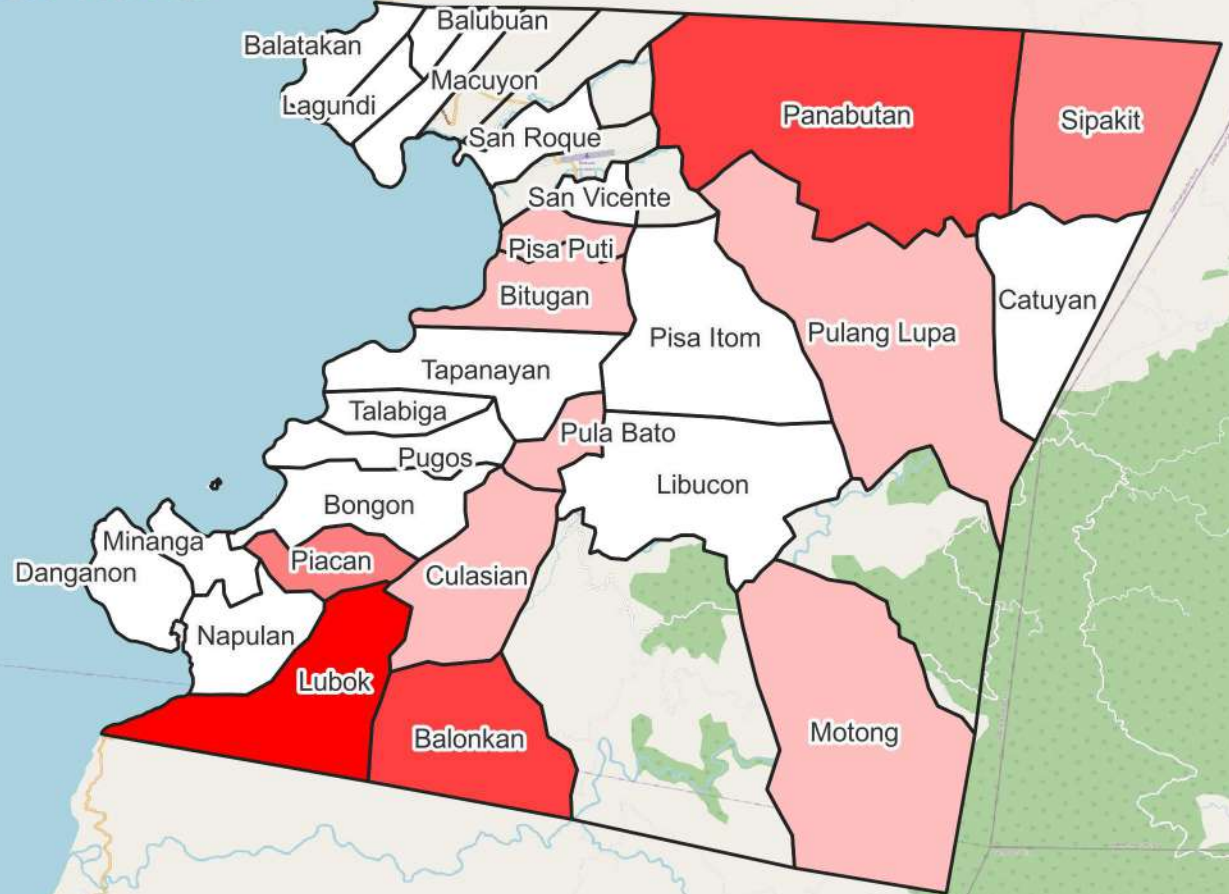 Balubuan
Balatakan
Macuyon
Lagundi
Panabutan
Sipakit
San Roque
San Vicente
Pisa Puti
Bitugan
Catuyan
Pisa Itom
Pulang Lupa
Tapanayan
Talabiga
Pula Bato
Pugos
Libucon
Bongon
Minanga
Piacan
Danganon
Culasian
Napulan
Lubok
Balonkan
Motong